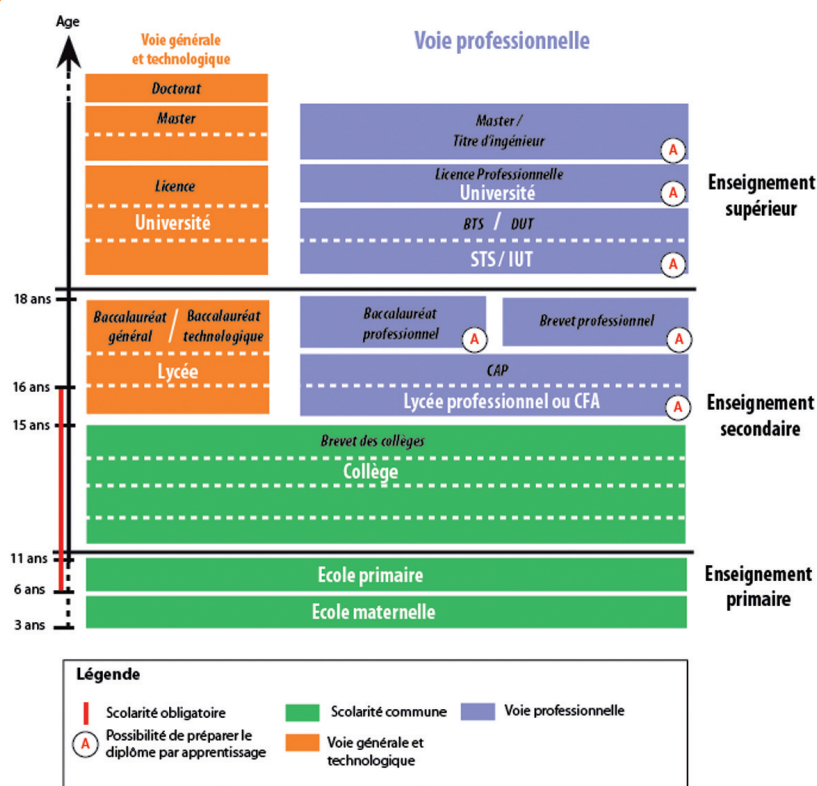 Age
Voie générale
et technologique
Voie professionnelle
Doctorat
Master
Master /
Titre d'ingénieur
A
Licence
Université
Licence Professionnelle
Université
A
BTS / DUT
STS / IUT
A
Enseignement
supérieur
18 ans
Baccalauréat
général
/
Baccalauréat
technologique
Lycée
Baccalauréat
professionnel
A
Brevet professionnel
A
CAP
Lycée professionnel ou CFA
A
16 ans
15 ans
Enseignement
secondaire
Brevet des collèges
Collège
11 ans
Ecole primaire
6 ans
Ecole maternelle
3 ans
Enseignement
primaire
Légende
Scolarité obligatoire
Scolarité commune
Voie professionnelle
A
Possibilité de préparer le
diplôme par apprentissage
Voie générale et
technologique